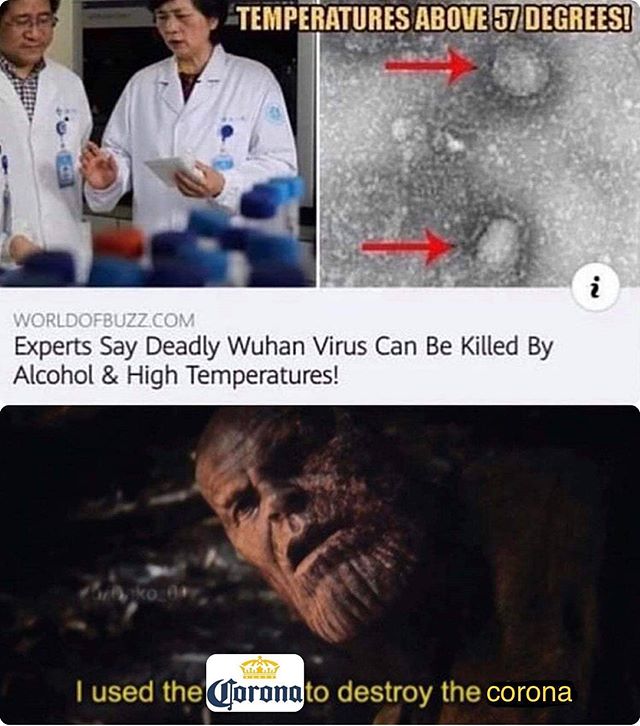 TEMPERATURES ABOVE 57 DEGREES!
i
WORLDOFBUZZ.COM
Experts Say Deadly Wuhan Virus Can Be Killed By
Alcohol & High Temperatures!
I used the Corona to destroy the corona